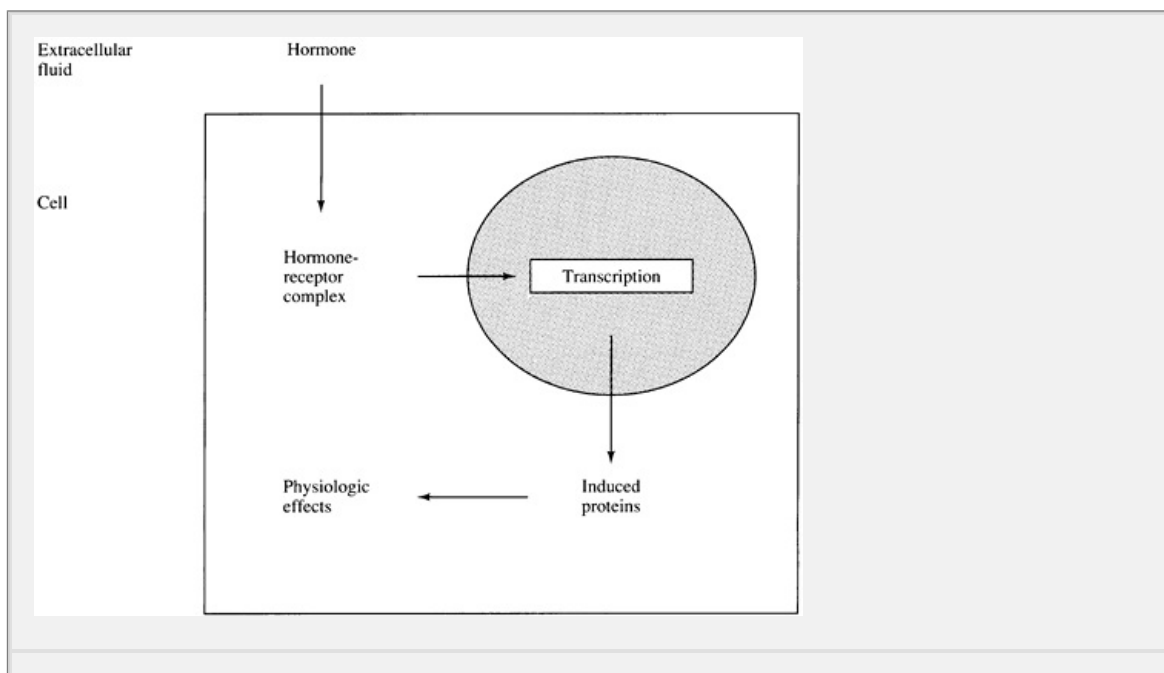 Extracellular
fluid
Hormone
Cell
Hormone-
receptor
complex
Transcription
Physiologic
effects
Induced
proteins